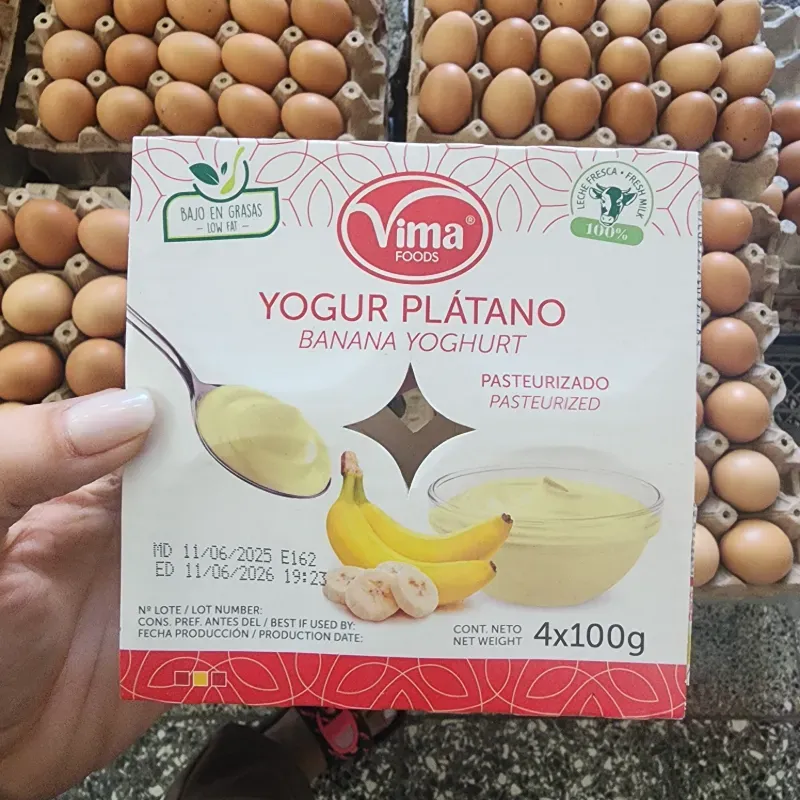 BAJO EN GRASAS
- LOW FAT -
Vima®
FOODS
LECHE FRESCA • FRESH MILK
100%
YOGUR PLÁTANO
BANANA YOGHURT
PASTEURIZADO
PASTEURIZED
MD 11/06/2025 E162
ED 11/06/2026 19:23
Nº LOTE / LOT NUMBER:
CONS. PREF. ANTES DEL / BEST IF USED BY:
FECHA PRODUCCIÓN / PRODUCTION DATE:
CONT. NETO
NET WEIGHT
4x100g